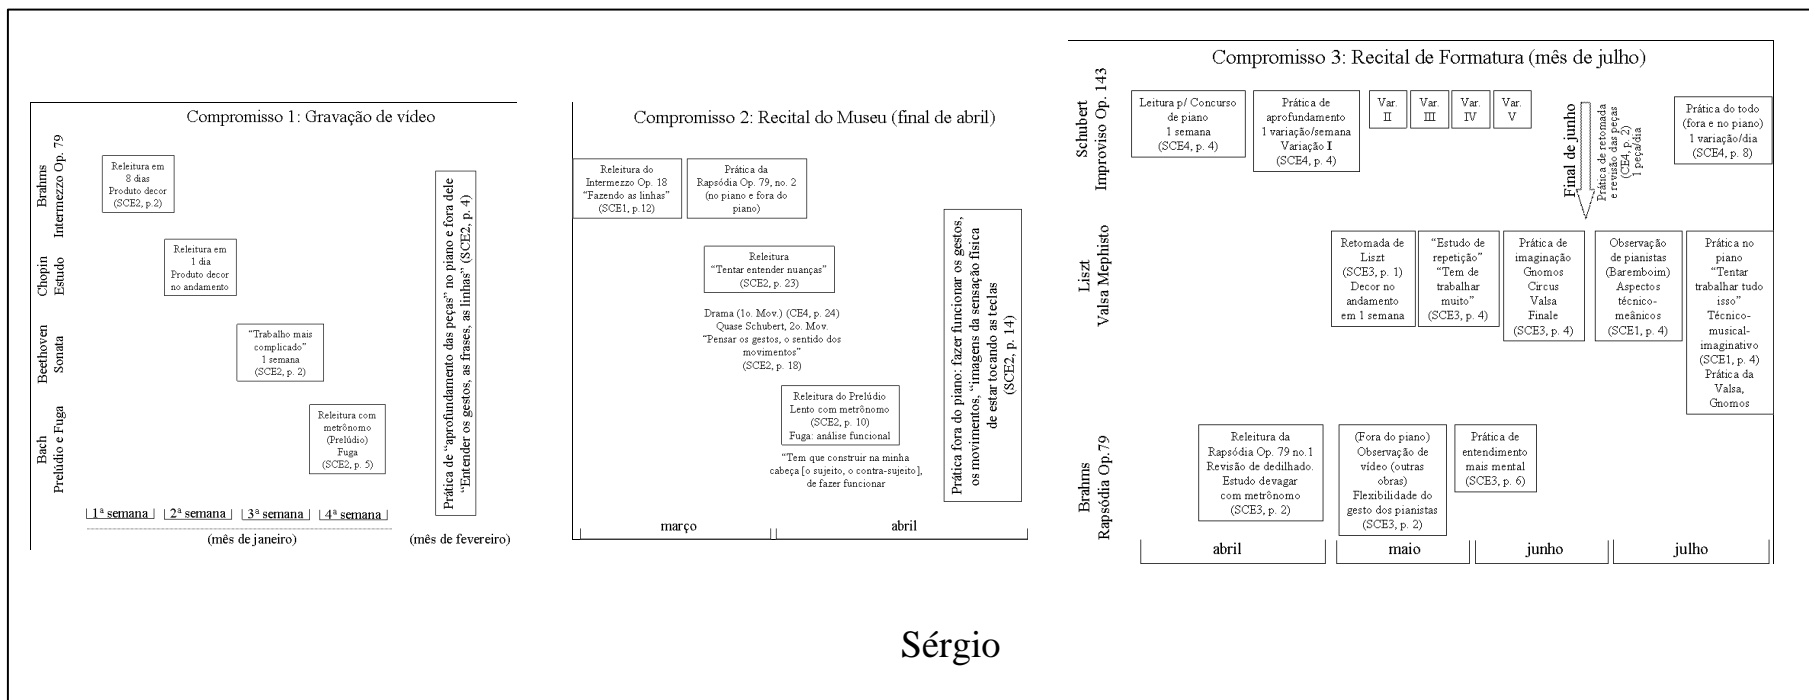 Compromisso 1: Gravação de vídeo
Brahms
Intermezzo Op. 79
Releitura em
8 dias
Produto decor
(SCE2, p.2)
Chopin
Estudo
Releitura em
1 dia
Produto decor
no andamento
Beethoven
Sonata
“Trabalho mais
complicado”
1 semana
(SCE2, p. 2)
Bach
Prelúdio e Fuga
Releitura com
metrônomo
(Prelúdio)
Fuga
(SCE2, p. 5)
Prática de “aprofundamento das peças” no piano e fora dele
“Entender os gestos, as frases, as linhas” (SCE2, p. 4)
1ª semana
2ª semana
3ª semana
4ª semana
(mês de janeiro)
(mês de fevereiro)
Compromisso 2: Recital do Museu (final de abril)
Releitura do
Intermezzo Op. 18
“Fazendo as linhas”
(SCE1, p.12)
Prática da
Rapsódia Op. 79, no. 2
(no piano e fora do
piano)
Releitura
“Tentar entender nuanças”
(SCE2, p. 23)
Drama (1o. Mov.) (CE4, p. 24)
Quase Schubert, 2o. Mov.
“Pensar os gestos, o sentido dos
movimentos”
(SCE2, p. 18)
Releitura do Prelúdio
Lento com metrônomo
(SCE2, p. 10)
Fuga: análise funcional
“Tem que construir na minha
cabeça [o sujeito, o contra-sujeito],
de fazer funcionar
Prática fora do piano: fazer funcionar os gestos,
os movimentos, “imagens da sensação física
de estar tocando as teclas
(SCE2, p. 14)
março
abril
Compromisso 3: Recital de Formatura (mês de julho)
Schubert
Improviso Op. 143
Leitura p/ Concurso
de piano
1 semana
(SCE4, p. 4)
Prática de
aprofundamento
1 variação/semana
Variação I
(SCE4, p. 4)
Var.
II
Var.
III
Var.
IV
Var.
V
Final de junho
Prática de retomada
e revisão das peças
(CE4, p. 2)
1 peça/dia
Prática do todo
(fora e no piano)
1 variação/dia
(SCE4, p. 8)
Liszt
Valsa Mephisto
Retomada de
Liszt
(SCE3, p. 1)
Decor no
andamento
em 1 semana
“Estudo de
repetição”
“Tem de
trabalhar
muito”
(SCE3, p. 4)
Prática de
imaginação
Gnomos
Circus
Valsa
Finale
(SCE3, p. 4)
Observação
de pianistas
(Baremboim)
Aspectos
técnico-
meânicos
(SCE1, p. 4)
Prática no
piano
“Tentar
trabalhar tudo
isso”
Técnico-
musical-
imaginativo
(SCE1, p. 4)
Prática da
Valsa,
Gnomos
Brahms
Rapsódia Op.79
Releitura da
Rapsódia Op. 79 no.1
Revisão de dedilhado.
Estudo devagar
com metrônomo
(SCE3, p. 2)
(Fora do piano)
Observação de
vídeo (outras
obras)
Flexibilidade do
gesto dos pianistas
(SCE3, p. 2)
Prática de
entendimento
mais mental
(SCE3, p. 6)
abril
maio
junho
julho
Sérgio